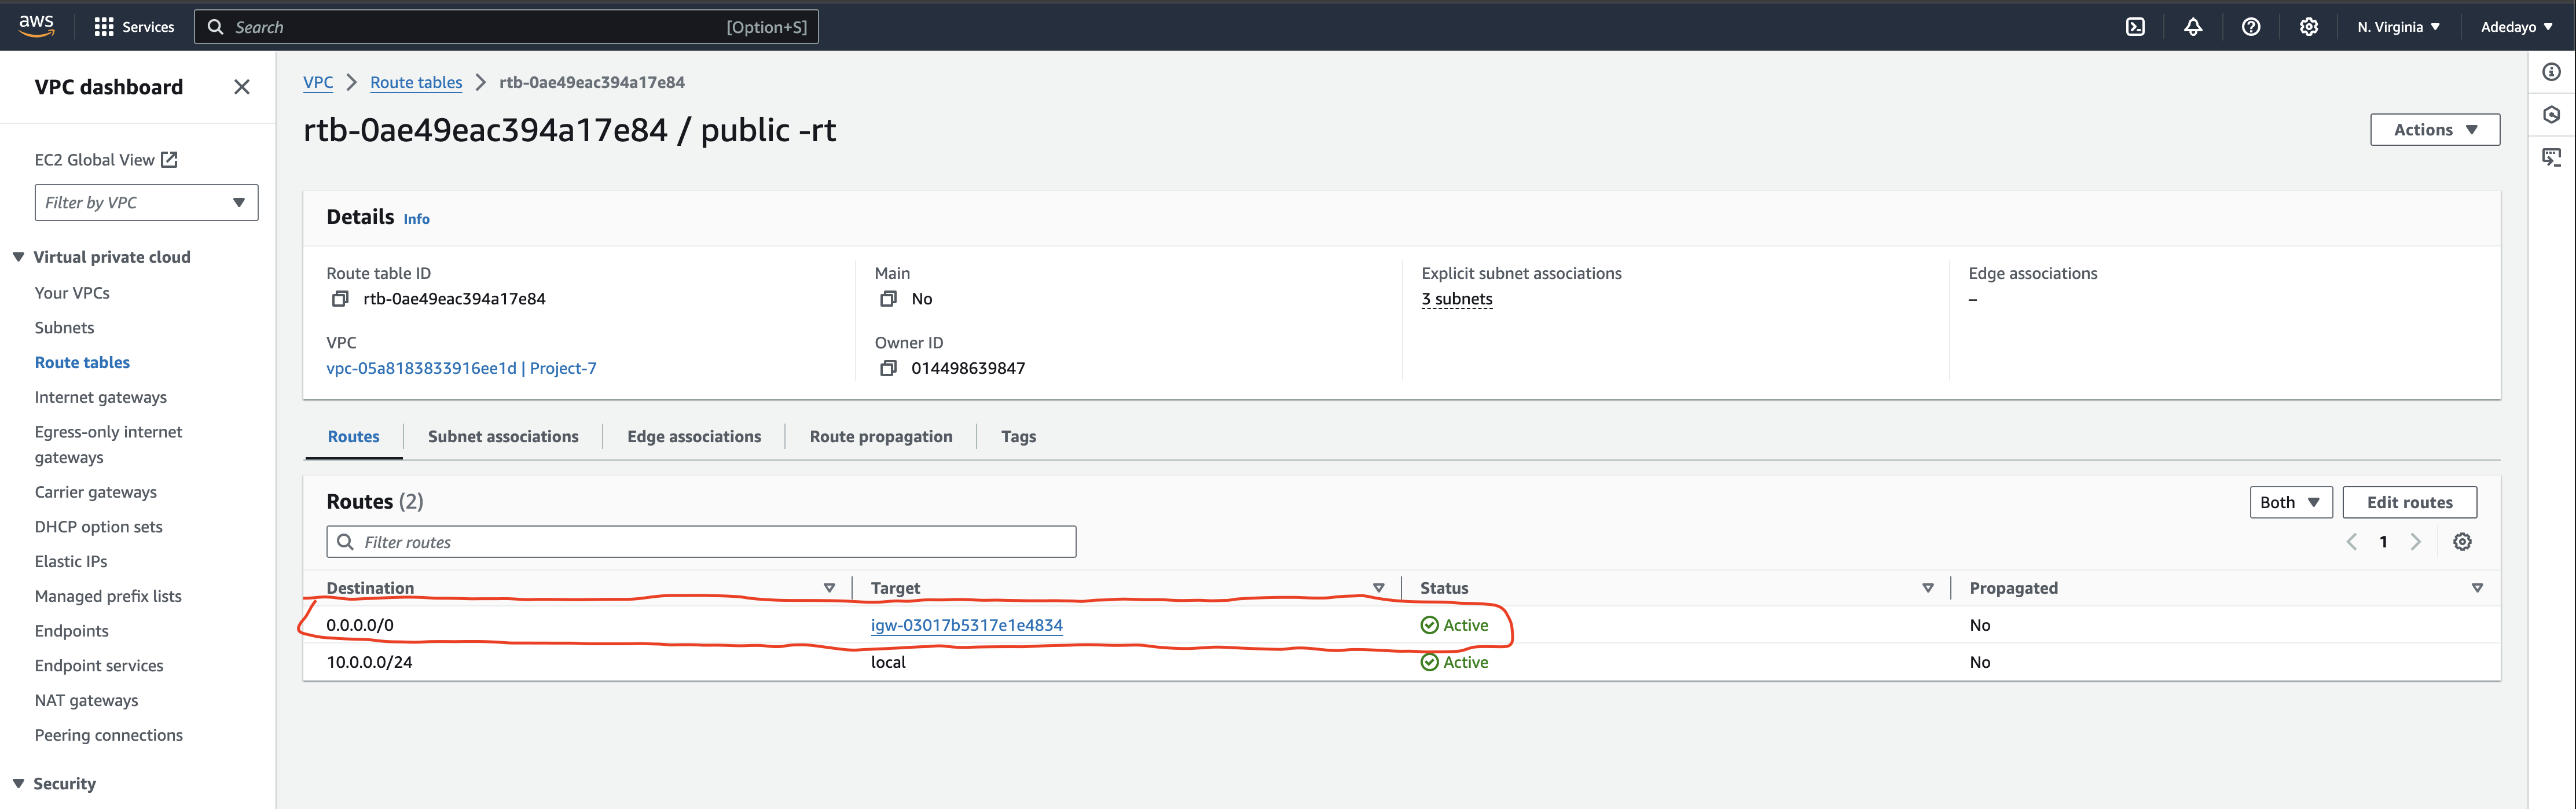 aws
Services
Search
[Option+S]
N. Virginia
Adedayo
VPC dashboard
EC2 Global View
Filter by VPC
Virtual private cloud
Your VPCs
Subnets
Route tables
Internet gateways
Egress-only internet
gateways
Carrier gateways
DHCP option sets
Elastic IPs
Managed prefix lists
Endpoints
Endpoint services
NAT gateways
Peering connections
Security
VPC > Route tables > rtb-0ae49eac394a17e84
rtb-0ae49eac394a17e84 / public -rt
Actions
Details Info
Route table ID
rtb-0ae49eac394a17e84
Main
No
Explicit subnet associations
3 subnets
Edge associations
–
VPC
vpc-05a8183833916ee1d | Project-7
Owner ID
014498639847
Routes
Subnet associations
Edge associations
Route propagation
Tags
Routes (2)
Both
Edit routes
Filter routes
1
Destination Target Status Propagated
0.0.0.0/0 igw-03017b5317e1e4834 Active No
10.0.0.0/24 local Active No